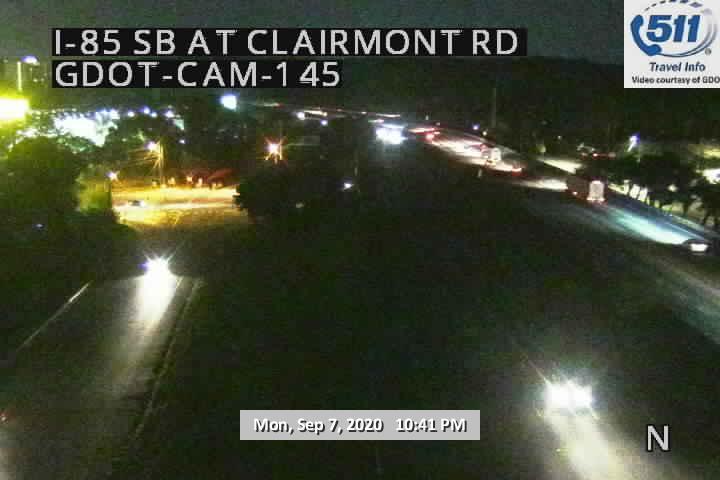 I-85 SB AT CLAIRMONT RD
GDOT-CAM-145
511
Travel Info
Video courtesy of GDO
Mon, Sep 7, 2020 10:41 PM
N